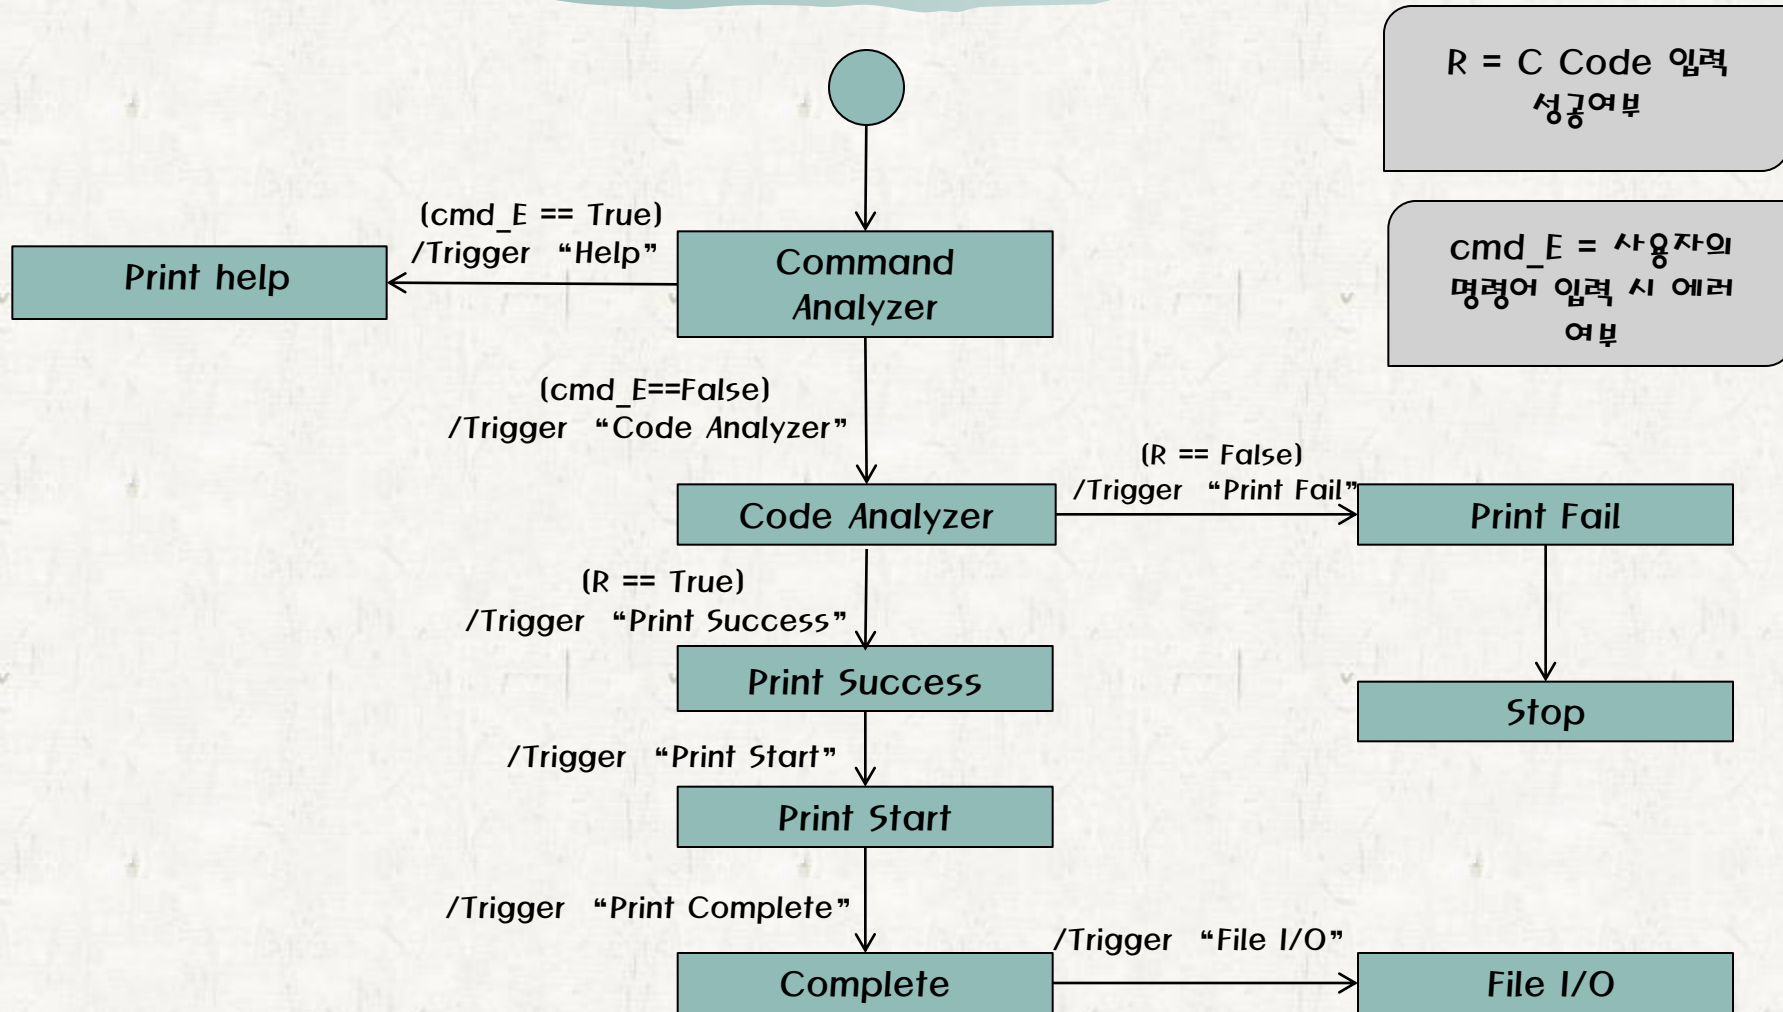 R = C Code 입력
성공여부
(cmd_E == True)
/Trigger “Help”
Print help
Command
Analyzer
cmd_E = 사용자의
명령어 입력 시 에러
여부
(cmd_E==False)
/Trigger “Code Analyzer”
(R == False)
/Trigger “Print Fail”
Code Analyzer
Print Fail
(R == True)
/Trigger “Print Success”
Print Success
Stop
/Trigger “Print Start”
Print Start
/Trigger “Print Complete”
/Trigger “File I/O”
Complete
File I/O